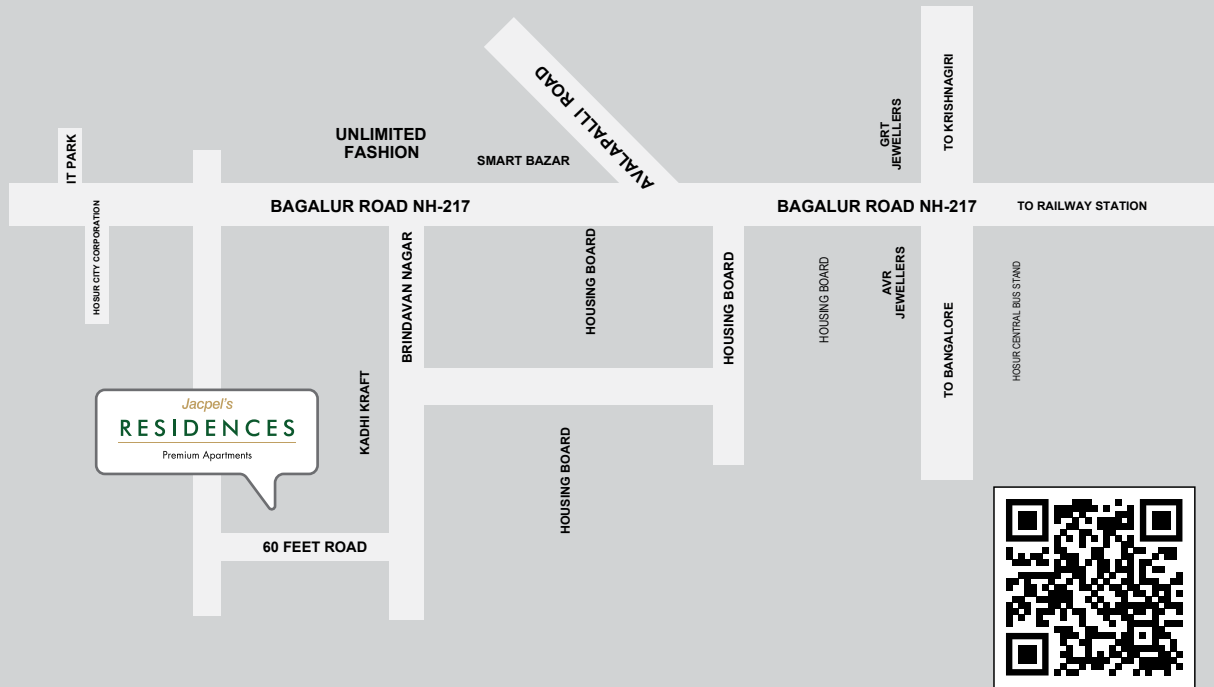 AVALAPALLI ROAD
TO KRISHNAGIRI
GRT
JEWELLERS
IT PARK
UNLIMITED
FASHION
SMART BAZAR
BAGALUR ROAD NH-217
BAGALUR ROAD NH-217
TO RAILWAY STATION
HOSUR CITY CORPORATION
BRINDAVAN NAGAR
HOUSING BOARD
HOUSING BOARD
HOUSING BOARD
AVR
JEWELLERS
TO BANGALORE
HOSUR CENTRAL BUS STAND
Jacpel's
RESIDENCES
Premium Apartments
KADHI KRAFT
HOUSING BOARD
60 FEET ROAD